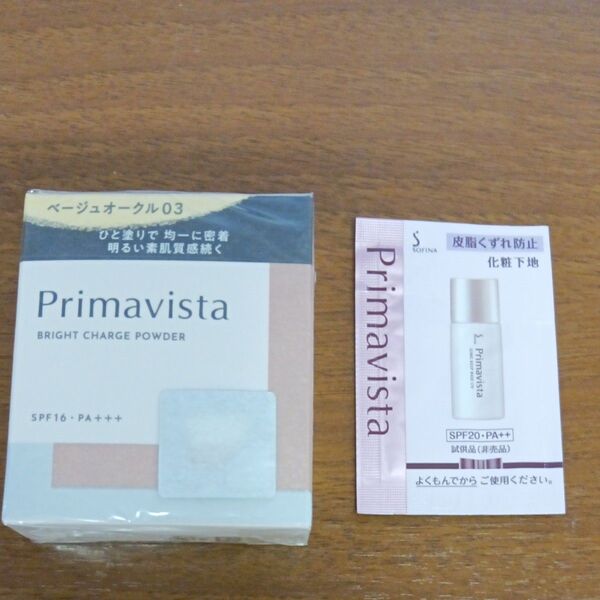 ベージュオークル03
ひと塗りで 均一に密着
明るい素肌質感続く
Primavista
BRIGHT CHARGE POWDER
SPF16・PA+++
Primavista
SOFINA
皮脂くずれ防止
化粧下地
Primavista
SPF20・PA++
試供品(非売品)
よくもんでから ご使用ください。